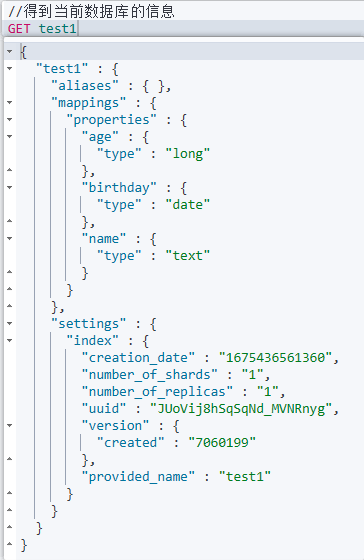 //得到当前数据库的信息
GET test1
{
  "test1" : {
    "aliases" : { },
    "mappings" : {
      "properties" : {
        "age" : {
          "type" : "long"
        },
        "birthday" : {
          "type" : "date"
        },
        "name" : {
          "type" : "text"
        }
      }
    },
    "settings" : {
      "index" : {
        "creation_date" : "1675436561360",
        "number_of_shards" : "1",
        "number_of_replicas" : "1",
        "uuid" : "JUoVij8hSqSqNd_MVNRnyg",
        "version" : {
          "created" : "7060199"
        },
        "provided_name" : "test1"
      }
    }
  }
}